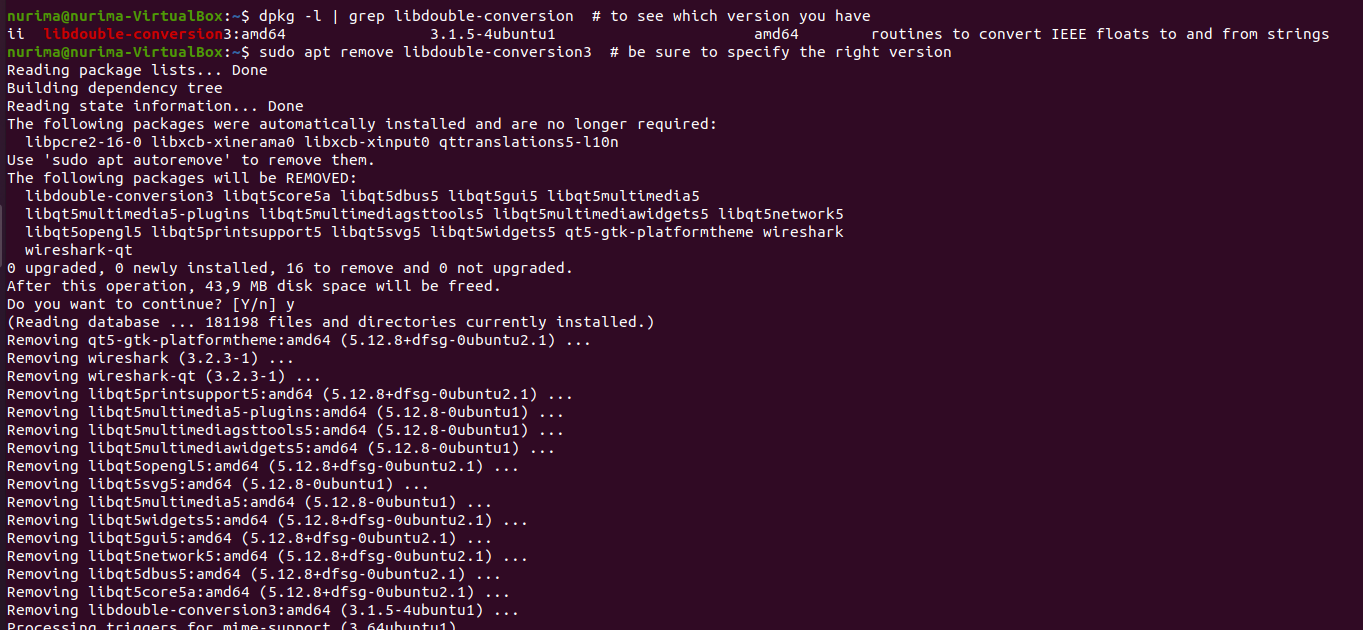 nurima@nurima-VirtualBox:~$ dpkg -l | grep libdouble-conversion  # to see which version you have
ii  libdouble-conversion3:amd64                3.1.5-4ubuntu1                      amd64        routines to convert IEEE floats to and from strings
nurima@nurima-VirtualBox:~$ sudo apt remove libdouble-conversion3  # be sure to specify the right version
Reading package lists... Done
Building dependency tree
Reading state information... Done
The following packages were automatically installed and are no longer required:
  libpcre2-16-0 libxcb-xinerama0 libxcb-xinput0 qttranslations5-l10n
Use 'sudo apt autoremove' to remove them.
The following packages will be REMOVED:
  libdouble-conversion3 libqt5core5a libqt5dbus5 libqt5gui5 libqt5multimedia5
  libqt5multimedia5-plugins libqt5multimediagsttools5 libqt5multimediawidgets5 libqt5network5
  libqt5opengl5 libqt5printsupport5 libqt5svg5 libqt5widgets5 qt5-gtk-platformtheme wireshark
  wireshark-qt
0 upgraded, 0 newly installed, 16 to remove and 0 not upgraded.
After this operation, 43,9 MB disk space will be freed.
Do you want to continue? [Y/n] y
(Reading database ... 181198 files and directories currently installed.)
Removing qt5-gtk-platformtheme:amd64 (5.12.8+dfsg-0ubuntu2.1) ...
Removing wireshark (3.2.3-1) ...
Removing wireshark-qt (3.2.3-1) ...
Removing libqt5printsupport5:amd64 (5.12.8+dfsg-0ubuntu2.1) ...
Removing libqt5multimedia5-plugins:amd64 (5.12.8-0ubuntu1) ...
Removing libqt5multimediagsttools5:amd64 (5.12.8-0ubuntu1) ...
Removing libqt5multimediawidgets5:amd64 (5.12.8-0ubuntu1) ...
Removing libqt5opengl5:amd64 (5.12.8+dfsg-0ubuntu2.1) ...
Removing libqt5svg5:amd64 (5.12.8-0ubuntu1) ...
Removing libqt5multimedia5:amd64 (5.12.8-0ubuntu1) ...
Removing libqt5widgets5:amd64 (5.12.8+dfsg-0ubuntu2.1) ...
Removing libqt5gui5:amd64 (5.12.8+dfsg-0ubuntu2.1) ...
Removing libqt5network5:amd64 (5.12.8+dfsg-0ubuntu2.1) ...
Removing libqt5dbus5:amd64 (5.12.8+dfsg-0ubuntu2.1) ...
Removing libqt5core5a:amd64 (5.12.8+dfsg-0ubuntu2.1) ...
Removing libdouble-conversion3:amd64 (3.1.5-4ubuntu1) ...
Processing triggers for mime-support (3.64ubuntu1)